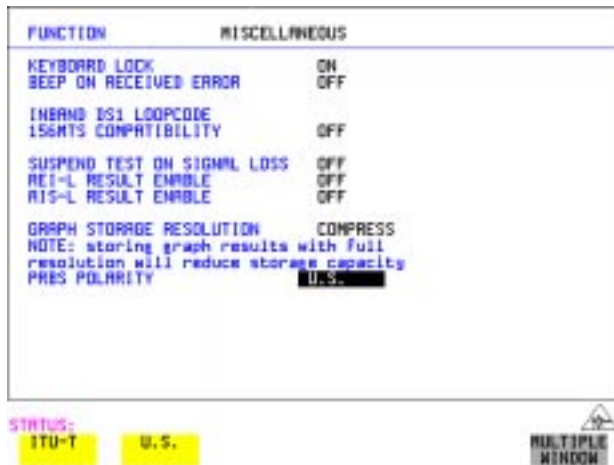 FUNCTION MISCELLANEOUS
KEYBOARD LOCK ON
BEEP ON RECEIVED ERROR OFF
INBAND DS1 LOOPCODE
156MTS COMPATIBILITY OFF
SUSPEND TEST ON SIGNAL LOSS OFF
REI-L RESULT ENABLE OFF
AIS-L RESULT ENABLE OFF
GRAPH STORAGE RESOLUTION COMPRESS
NOTE: storing graph results with full
resolution will reduce storage capacity
PRBS POLARITY U.S.
STATUS:
ITU-T U.S. MULTIPLE
WINDOW